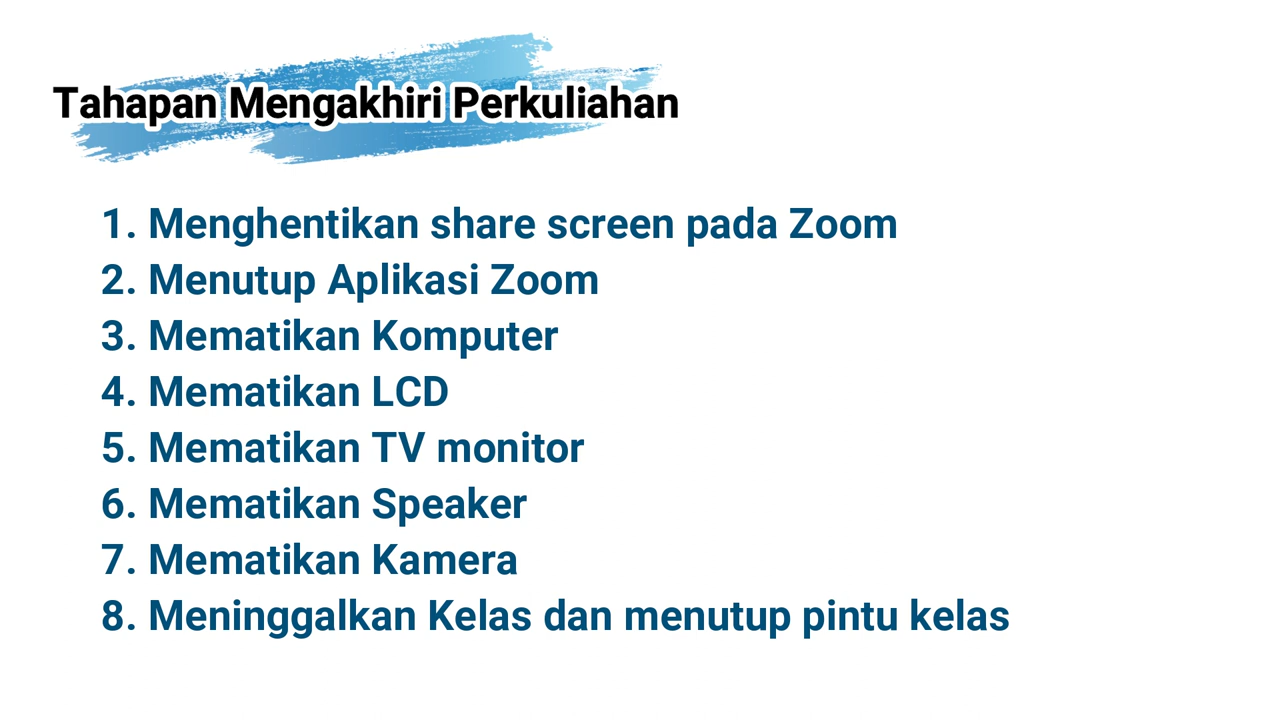 Tahapan Mengakhiri Perkuliahan
1. Menghentikan share screen pada Zoom
2. Menutup Aplikasi Zoom
3. Mematikan Komputer
4. Mematikan LCD
5. Mematikan TV monitor
6. Mematikan Speaker
7. Mematikan Kamera
8. Meninggalkan Kelas dan menutup pintu kelas